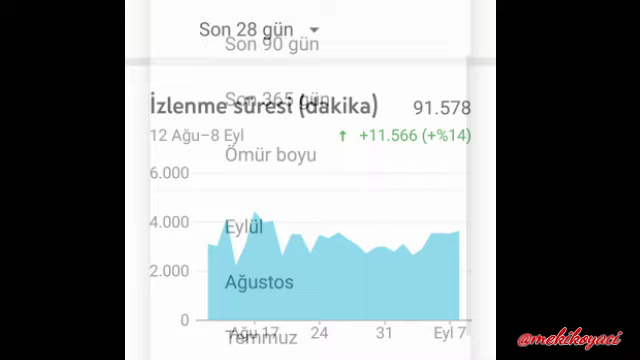 Son 28 gün
Son 90 gün
Son 365 gün
İzlenme süresi (dakika) 91.578
12 Ağu–8 Eyl ↑ +11.566 (+%14)
Ömür boyu
6.000
4.000
Eylül
2.000
Ağustos
0
Ağu 17 24 31 Eyl 7
Temmuz
@mekikoyaci